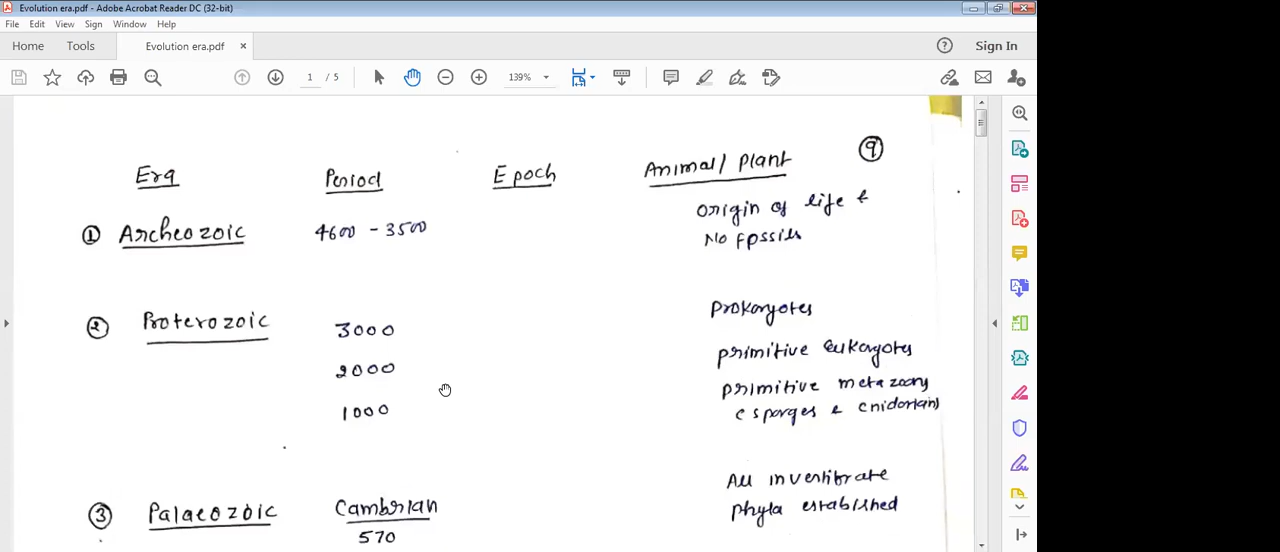 Evolution era.pdf - Adobe Acrobat Reader DC (32-bit)
File Edit View Sign Window Help
Home Tools Evolution era.pdf × Sign In
1 / 5 139%
9
Era Period Epoch Animal / Plant
① Archeozoic 4600 - 3500 Origin of life &
No Fossils
② Proterozoic 3000 Prokaryotes
2000 primitive eukaryotes
1000 primitive metazoans
( sponges & cnidorians
③ Palaeozoic Cambrian All invertibrate
570 phyla established